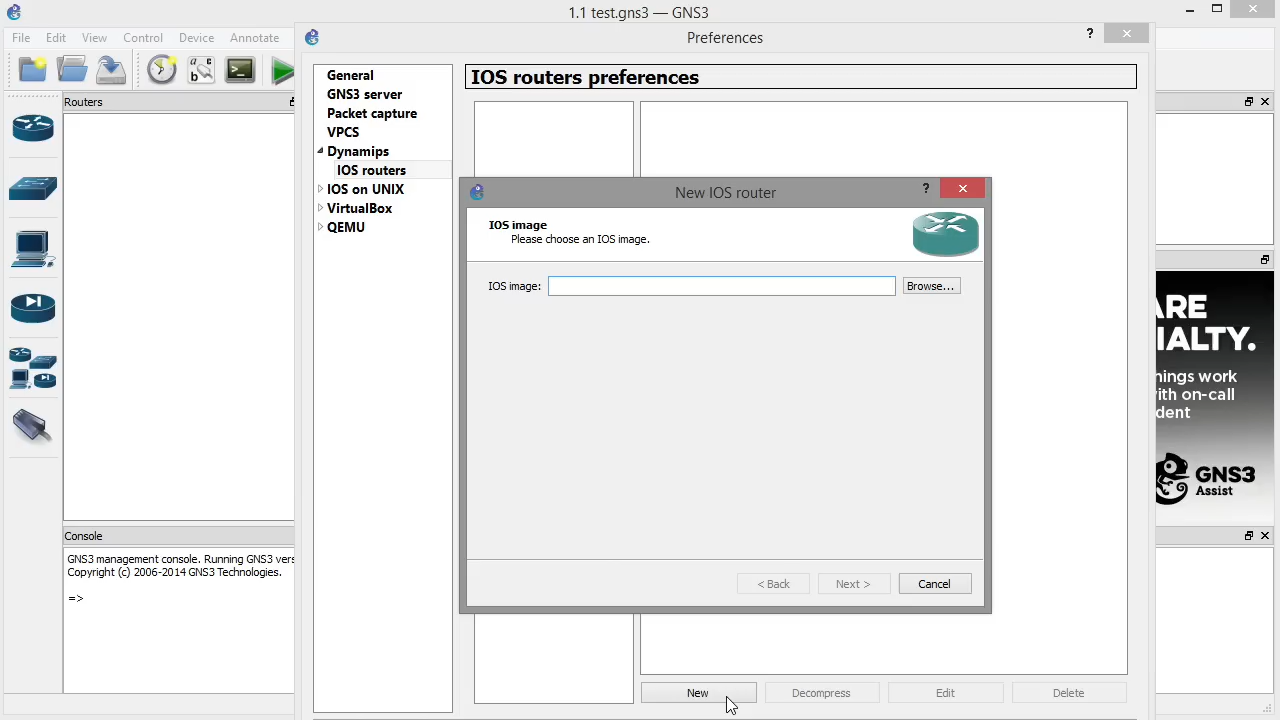 1.1 test.gns3 — GNS3
File Edit View Control Device Annotate
Preferences
?
Routers
General
GNS3 server
Packet capture
VPCS
Dynamips
IOS routers
IOS on UNIX
VirtualBox
QEMU
IOS routers preferences
New IOS router
?
IOS image
Please choose an IOS image.
IOS image:
Browse...
< Back
Next >
Cancel
New
Decompress
Edit
Delete
ARE
IALTY.
hings work
ith on-call
dent
GNS3
Assist
Console
GNS3 management console. Running GNS3 vers
Copyright (c) 2006-2014 GNS3 Technologies.
=>